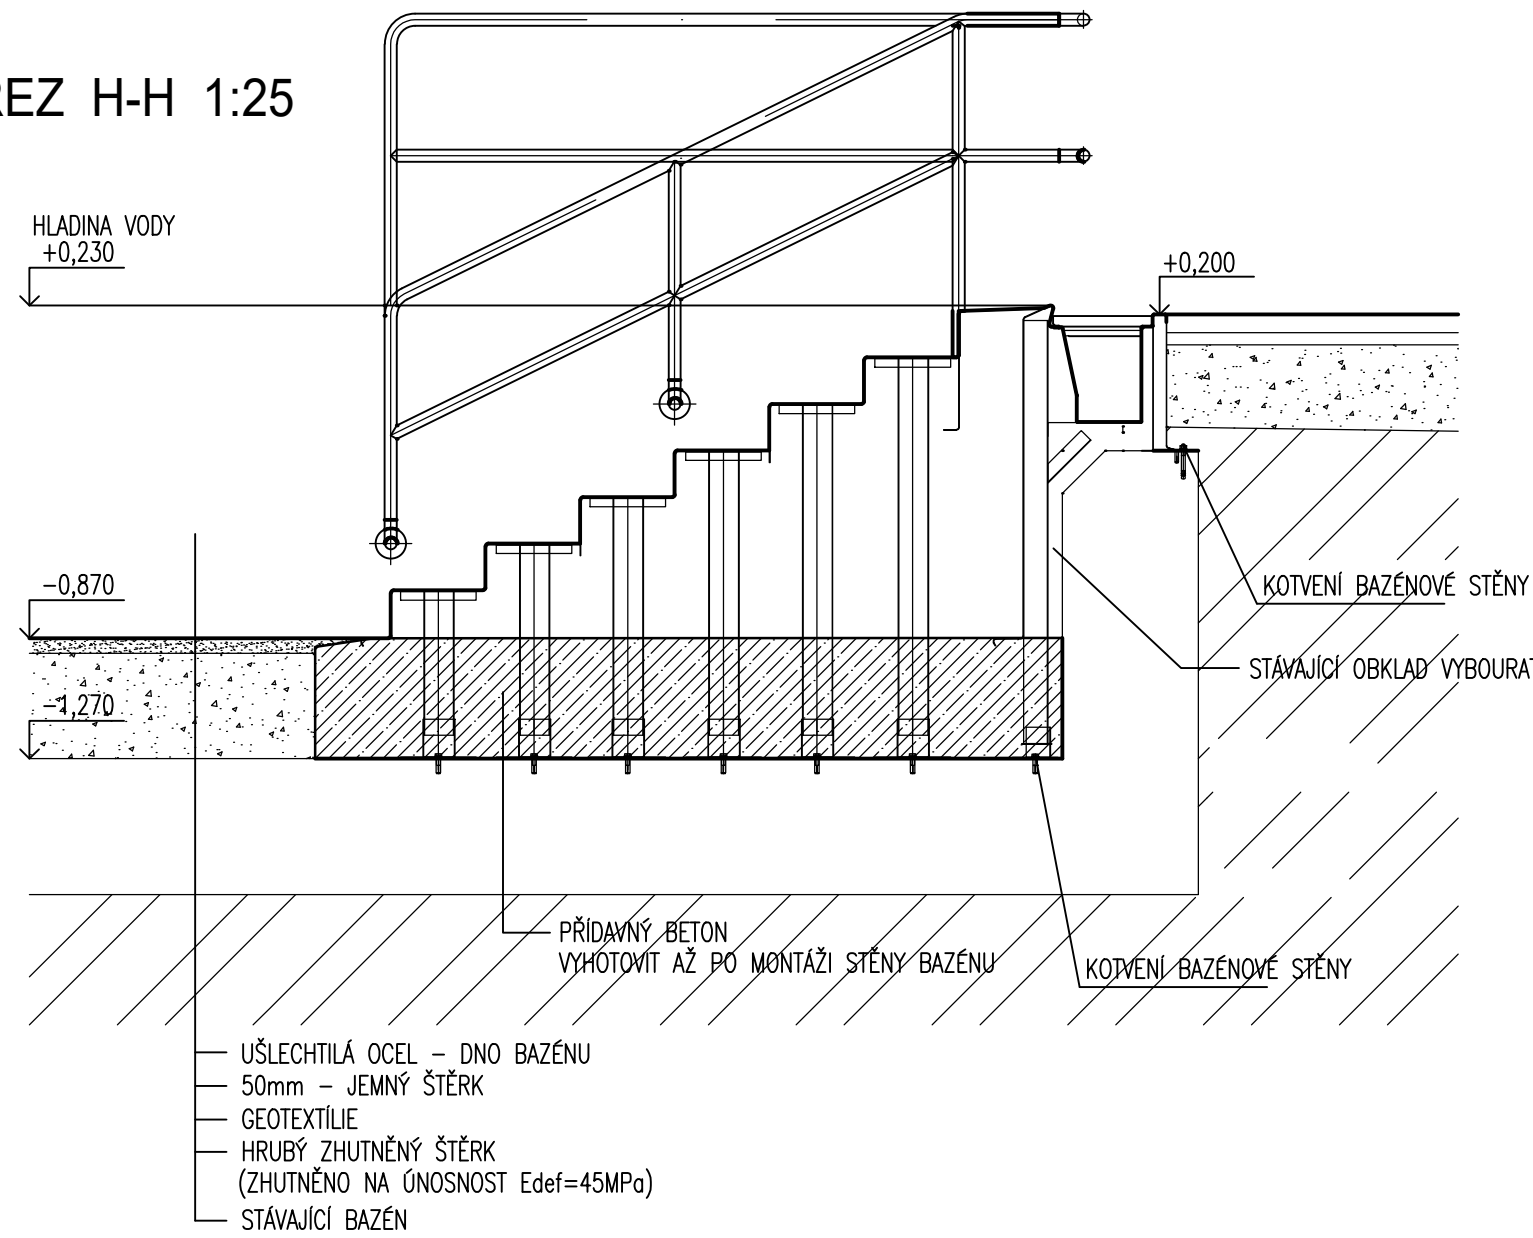 ŘEZ H-H 1:25
HLADINA VODY
+0,230
+0,200
-0,870
KOTVENÍ BAZÉNOVÉ STĚNY
STÁVAJÍCÍ OBKLAD VYBOURAT
-1,270
PŘÍDAVNÝ BETON
VYHOTOVIT AŽ PO MONTÁŽI STĚNY BAZÉNU
KOTVENÍ BAZÉNOVÉ STĚNY
UŠLECHTILÁ OCEL - DNO BAZÉNU
50mm - JEMNÝ ŠTĚRK
GEOTEXTÍLIE
HRUBÝ ZHUTNĚNÝ ŠTĚRK
(ZHUTNĚNO NA ÚNOSNOST Edef=45MPa)
STÁVAJÍCÍ BAZÉN